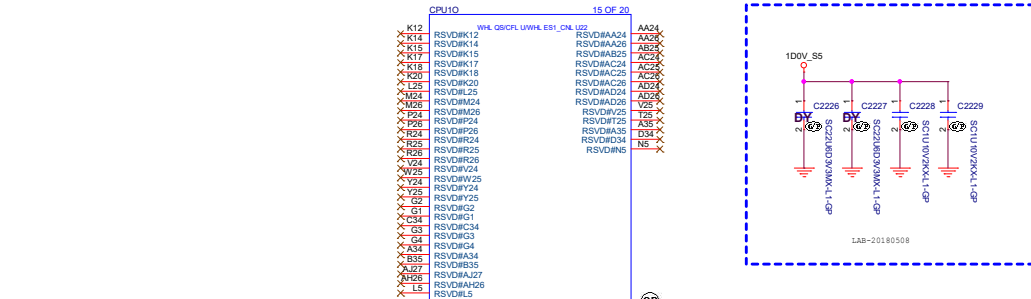 CPU1O 15 OF 20
WHL QS/CFL U/WHL ES1_CNL U22
K12 RSVD#K12 RSVD#AA24 AA24
K14 RSVD#K14 RSVD#AA26 AA26
K15 RSVD#K15 RSVD#AB25 AB25
K17 RSVD#K17 RSVD#AC24 AC24
K18 RSVD#K18 RSVD#AC25 AC25
K20 RSVD#K20 RSVD#AC26 AC26
L25 RSVD#L25 RSVD#AD24 AD24
M24 RSVD#M24 RSVD#AD26 AD26
M26 RSVD#M26 RSVD#V25 V25
P24 RSVD#P24 RSVD#T25 T25
P26 RSVD#P26 RSVD#A35 A35
R24 RSVD#R24 RSVD#D34 D34
R25 RSVD#R25 RSVD#N5 N5
R26 RSVD#R26
V24 RSVD#V24
W25 RSVD#W25
Y24 RSVD#Y24
Y25 RSVD#Y25
G2 RSVD#G2
G1 RSVD#G1
C34 RSVD#C34
G3 RSVD#G3
G4 RSVD#G4
A34 RSVD#A34
B35 RSVD#B35
AJ27 RSVD#AJ27
AH26 RSVD#AH26
L5 RSVD#L5
1D0V_S5
1 C2226 1 C2227 1 C2228 1 C2229
DY DY
2 2 2 2
SC22U6D3V3MX-L1-GP
SC22U6D3V3MX-L1-GP
SC1U10V2KX-L1-GP
SC1U10V2KX-L1-GP
LAB-20180508